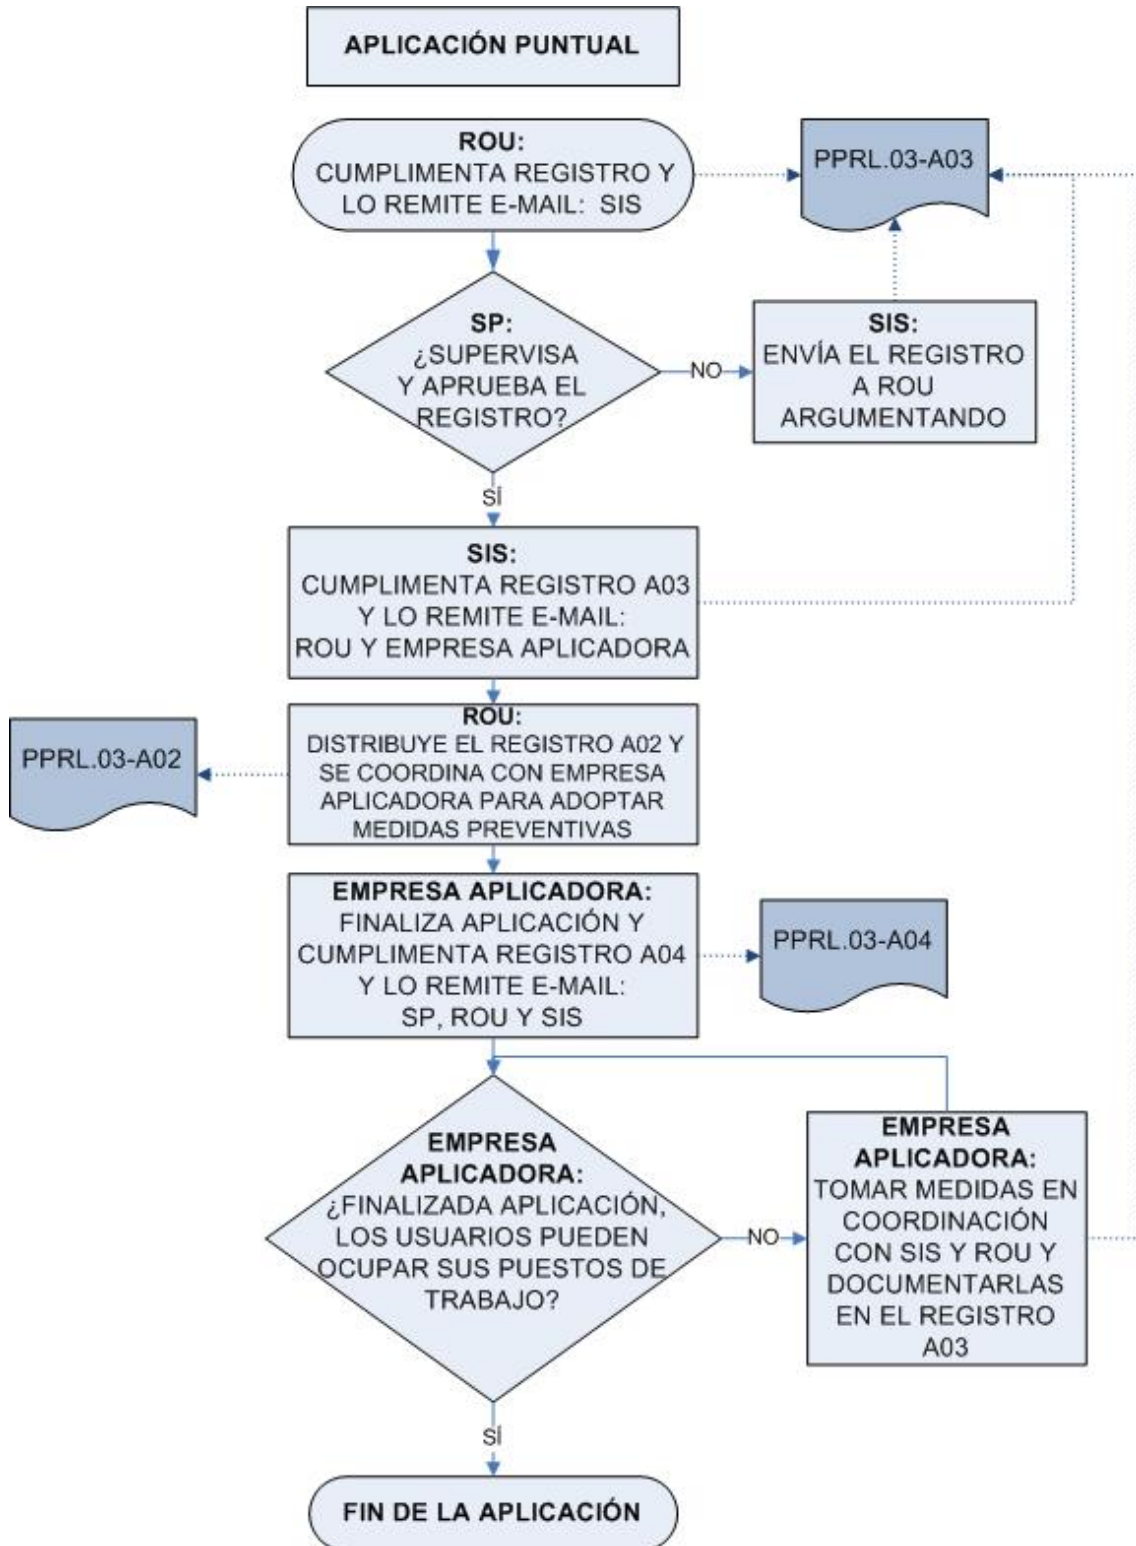 APLICACIÓN PUNTUAL
ROU:
CUMPLIMENTA REGISTRO Y
LO REMITE E-MAIL: SIS
PPRL.03-A03
SP:
¿SUPERVISA
Y APRUEBA EL
REGISTRO?
NO
SIS:
ENVÍA EL REGISTRO
A ROU
ARGUMENTANDO
SÍ
SIS:
CUMPLIMENTA REGISTRO A03
Y LO REMITE E-MAIL:
ROU Y EMPRESA APLICADORA
ROU:
DISTRIBUYE EL REGISTRO A02 Y
SE COORDINA CON EMPRESA
APLICADORA PARA ADOPTAR
MEDIDAS PREVENTIVAS
PPRL.03-A02
EMPRESA APLICADORA:
FINALIZA APLICACIÓN Y
CUMPLIMENTA REGISTRO A04
Y LO REMITE E-MAIL:
SP, ROU Y SIS
PPRL.03-A04
EMPRESA
APLICADORA:
¿FINALIZADA APLICACIÓN,
LOS USUARIOS PUEDEN
OCUPAR SUS PUESTOS DE
TRABAJO?
NO
EMPRESA
APLICADORA:
TOMAR MEDIDAS EN
COORDINACIÓN
CON SIS Y ROU Y
DOCUMENTARLAS
EN EL REGISTRO
A03
SÍ
FIN DE LA APLICACIÓN